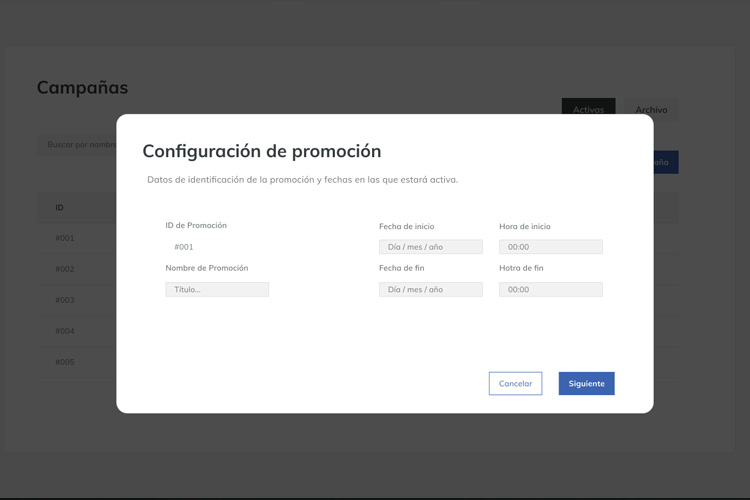 Campañas
Activas
Archivo
Buscar por nombre
ID
#001
#002
#003
#004
#005
Configuración de promoción
Datos de identificación de la promoción y fechas en las que estará activa.
ID de Promoción
#001
Nombre de Promoción
Título...
Fecha de inicio
Hora de inicio
Día / mes / año
00:00
Fecha de fin
Hotra de fin
Día / mes / año
00:00
Cancelar
Siguiente